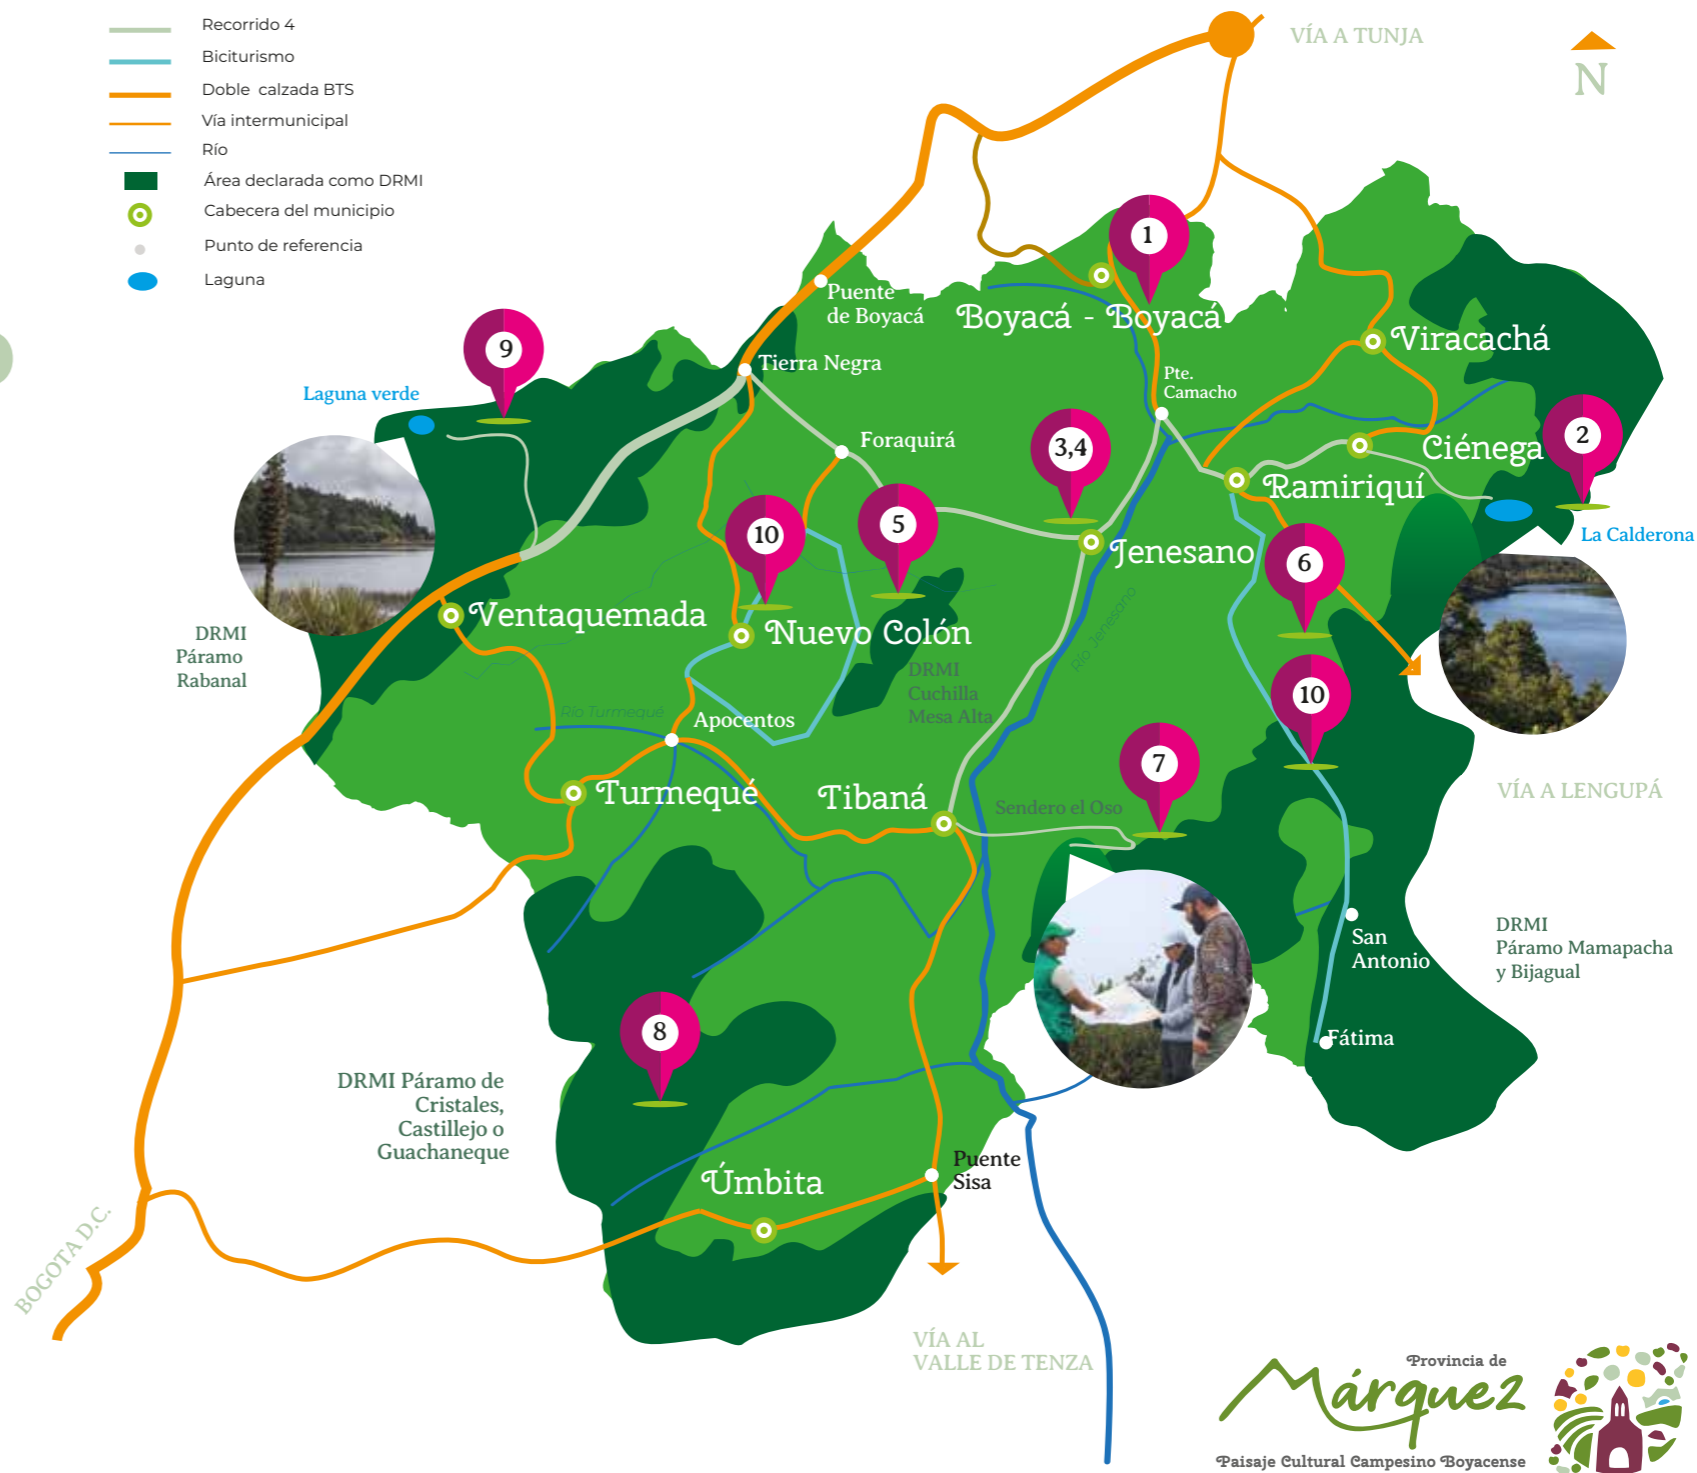 Recorrido 4
Biciturismo
Doble calzada BTS
Vía intermunicipal
Río
Área declarada como DRMI
Cabecera del municipio
Punto de referencia
Laguna
VÍA A TUNJA
N
1
Puente
de Boyacá
Boyacá - Boyacá
Viracachá
9
Tierra Negra
Pte.
Camacho
Laguna verde
2
3,4
Foraquirá
Ciénega
Ramiriquí
10
5
La Calderona
Jenesano
6
Ventaquemada
Nuevo Colón
Río Jenesano
DRMI
Páramo
Rabanal
DRMI
Cuchilla
Mesa Alta
10
Río Turmequé
Apocentos
7
Turmequé
Tibaná
Sendero el Oso
VÍA A LENGUPÁ
San
Antonio
DRMI
Páramo Mamapacha
y Bijagual
8
Fátima
DRMI Páramo de
Cristales,
Castillejo o
Guachaneque
Puente
Sisa
Úmbita
BOGOTA D.C.
VÍA AL
VALLE DE TENZA
Provincia de
Márquez
Paisaje Cultural Campesino Boyacense